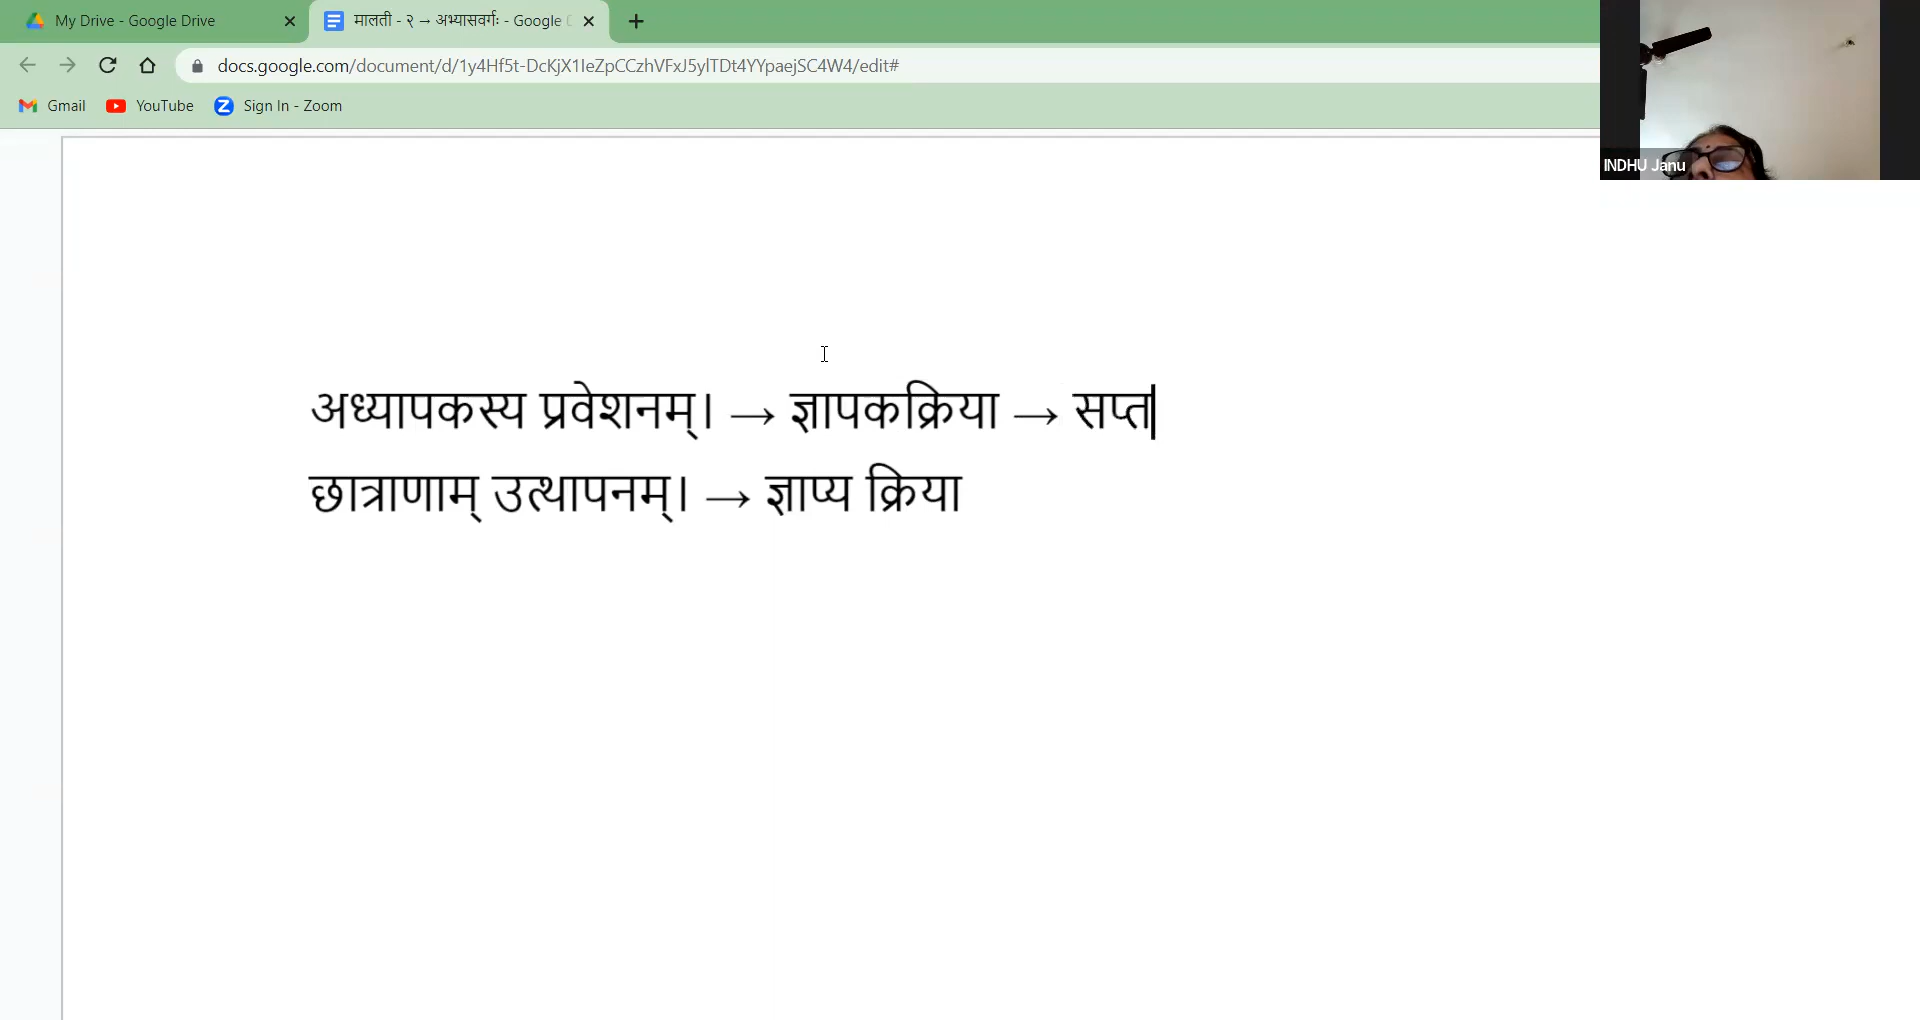 My Drive - Google Drive
मालती - २ → अभ्यासवर्गः - Google
docs.google.com/document/d/1y4Hf5t-DcKjX1IeZpCCzhVFxJ5ylTDt4YYpaejSC4W4/edit#
Gmail YouTube Sign In - Zoom
INDHU Janu
अध्यापकस्य प्रवेशनम्। → ज्ञापकक्रिया → सप्त
छात्राणाम् उत्थापनम्। → ज्ञाप्य क्रिया